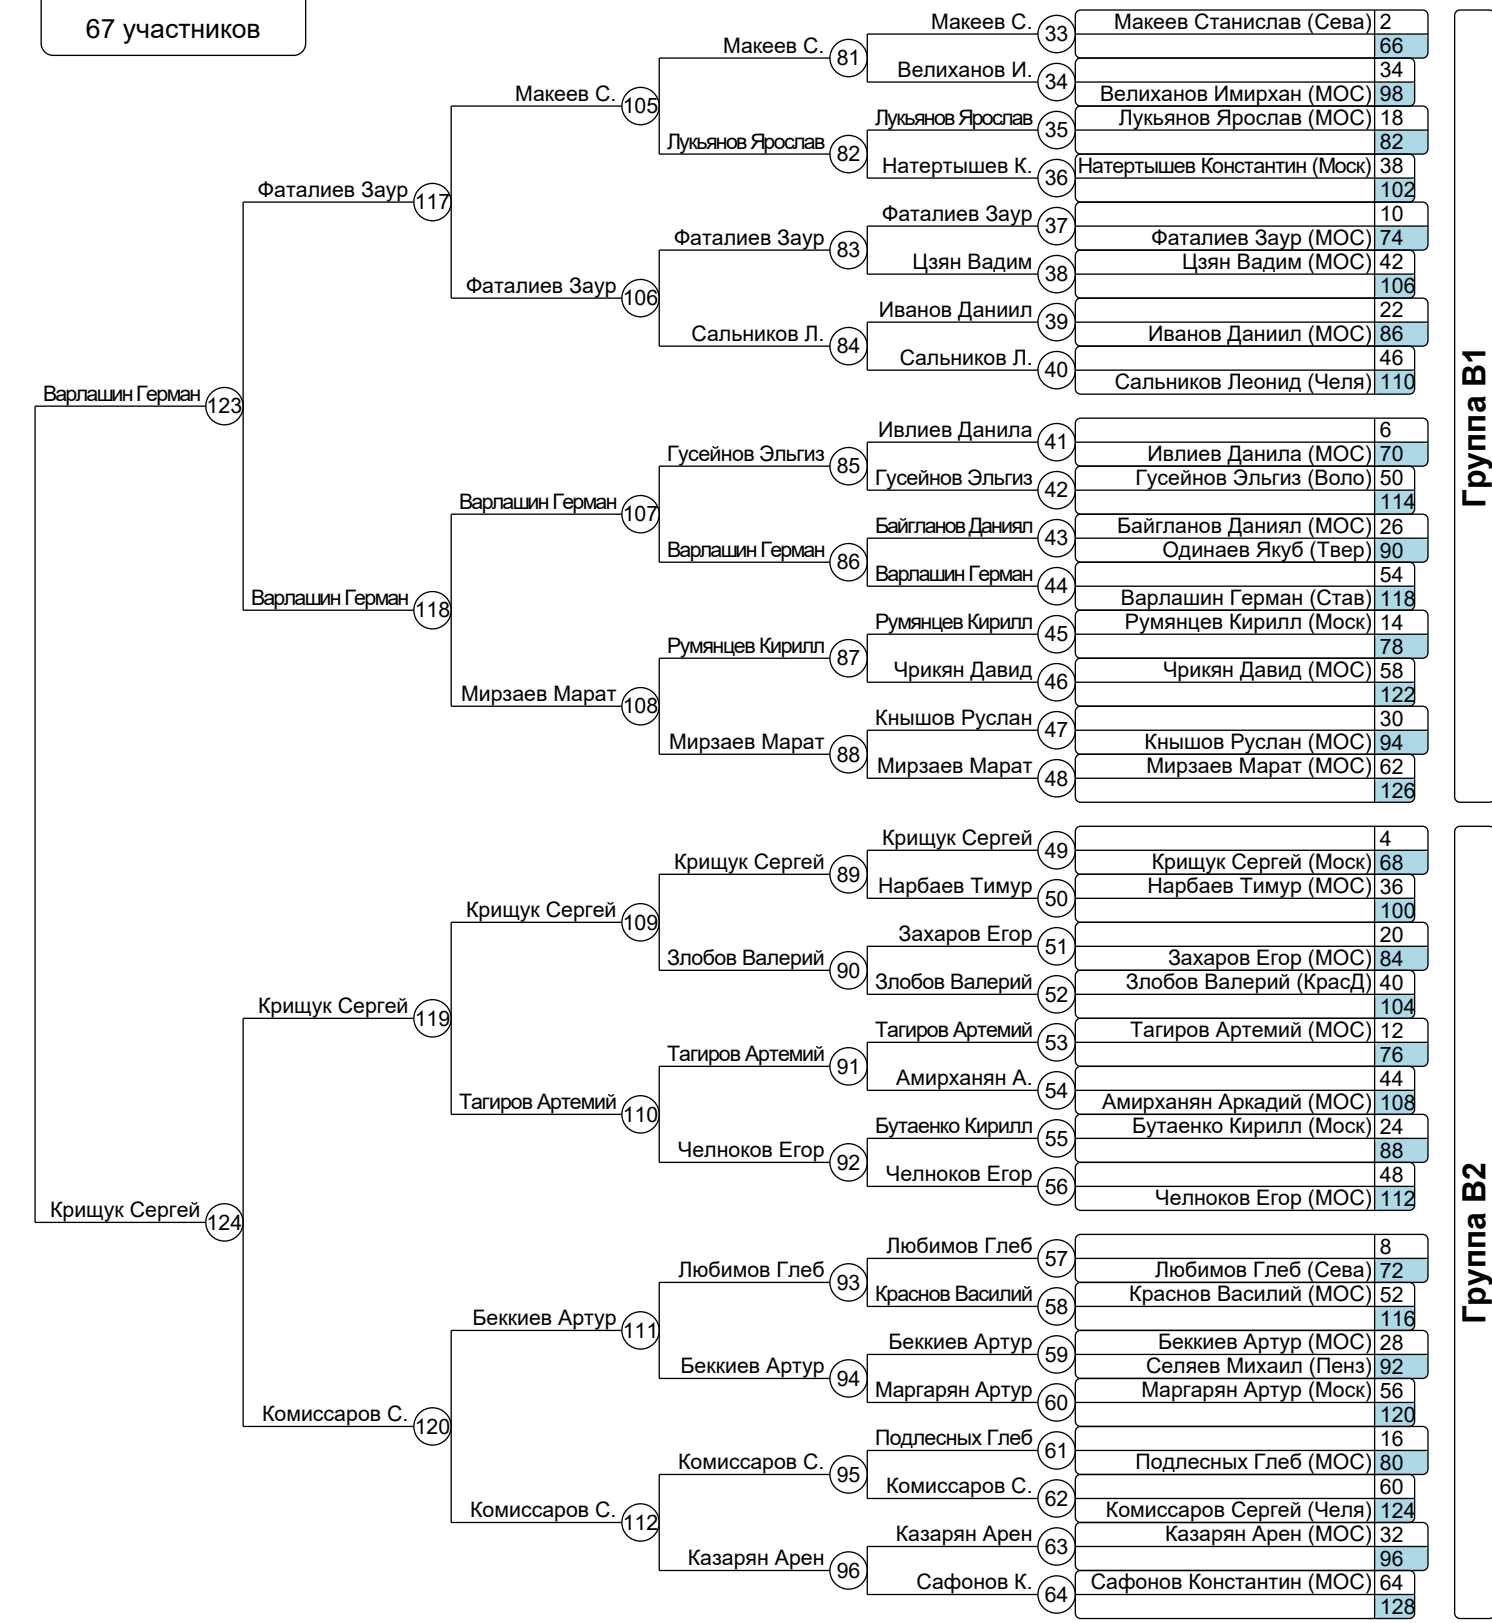 67 участников
Макеев С. 33 Макеев Станислав (Сева) 2
Макеев С. 81 66
Велиханов И. 34 34
Макеев С. 105 Велиханов Имирхан (МОС) 98
Лукьянов Ярослав 35 Лукьянов Ярослав (МОС) 18
Лукьянов Ярослав 82 82
Натертышев К. 36 Натертышев Константин (Моск) 38
Фаталиев Заур 117 102
Фаталиев Заур 37 10
Фаталиев Заур 83 Фаталиев Заур (МОС) 74
Цзян Вадим 38 Цзян Вадим (МОС) 42
Фаталиев Заур 106 106
Иванов Даниил 39 22
Сальников Л. 84 Иванов Даниил (МОС) 86
Сальников Л. 40 46
Варлашин Герман 123 Сальников Леонид (Челя) 110
Группа B1
Ивлиев Данила 41 6
Гусейнов Эльгиз 85 Ивлиев Данила (МОС) 70
Гусейнов Эльгиз 42 Гусейнов Эльгиз (Воло) 50
Варлашин Герман 107 114
Байгланов Даниял 43 Байгланов Даниял (МОС) 26
Варлашин Герман 86 Одинаев Якуб (Твер) 90
Варлашин Герман 44 54
Варлашин Герман 118 Варлашин Герман (Став) 118
Румянцев Кирилл 45 Румянцев Кирилл (Моск) 14
Румянцев Кирилл 87 78
Чрикян Давид 46 Чрикян Давид (МОС) 58
Мирзаев Марат 108 122
Кнышов Руслан 47 30
Мирзаев Марат 88 Кнышов Руслан (МОС) 94
Мирзаев Марат 48 Мирзаев Марат (МОС) 62
126
Крищук Сергей 49 4
Крищук Сергей 89 Крищук Сергей (Моск) 68
Нарбаев Тимур 50 Нарбаев Тимур (МОС) 36
Крищук Сергей 109 100
Захаров Егор 51 20
Злобов Валерий 90 Захаров Егор (МОС) 84
Злобов Валерий 52 Злобов Валерий (КрасД) 40
Крищук Сергей 119 104
Тагиров Артемий 53 Тагиров Артемий (МОС) 12
Тагиров Артемий 91 76
Амирханян А. 54 44
Тагиров Артемий 110 Амирханян Аркадий (МОС) 108
Бутаенко Кирилл 55 Бутаенко Кирилл (Моск) 24
Челноков Егор 92 88
Челноков Егор 56 48
Крищук Сергей 124 Челноков Егор (МОС) 112
Группа B2
Любимов Глеб 57 8
Любимов Глеб 93 Любимов Глеб (Сева) 72
Краснов Василий 58 Краснов Василий (МОС) 52
Беккиев Артур 111 116
Беккиев Артур 59 Беккиев Артур (МОС) 28
Беккиев Артур 94 Селяев Михаил (Пенз) 92
Маргарян Артур 60 Маргарян Артур (Моск) 56
Комиссаров С. 120 120
Подлесных Глеб 61 16
Комиссаров С. 95 Подлесных Глеб (МОС) 80
Комиссаров С. 62 60
Комиссаров С. 112 Комиссаров Сергей (Челя) 124
Казарян Арен 63 Казарян Арен (МОС) 32
Казарян Арен 96 96
Сафонов К. 64 Сафонов Константин (МОС) 64
128